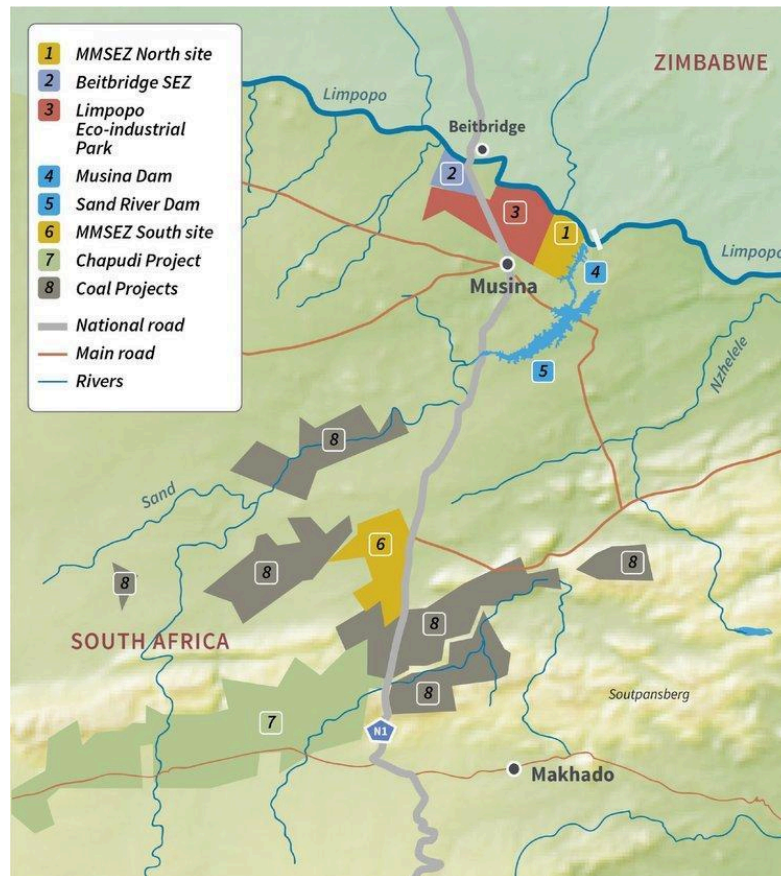 1 MMSEZ North site
2 Beitbridge SEZ
3 Limpopo
Eco-industrial
Park
4 Musina Dam
5 Sand River Dam
6 MMSEZ South site
7 Chapudi Project
8 Coal Projects
National road
Main road
Rivers
ZIMBABWE
Limpopo
Beitbridge
2
3
1
Limpopo
4
Musina
5
Nzhelele
8
Sand
6
8
8
8
8
SOUTH AFRICA
8
Soutpansberg
7
N1
Makhado